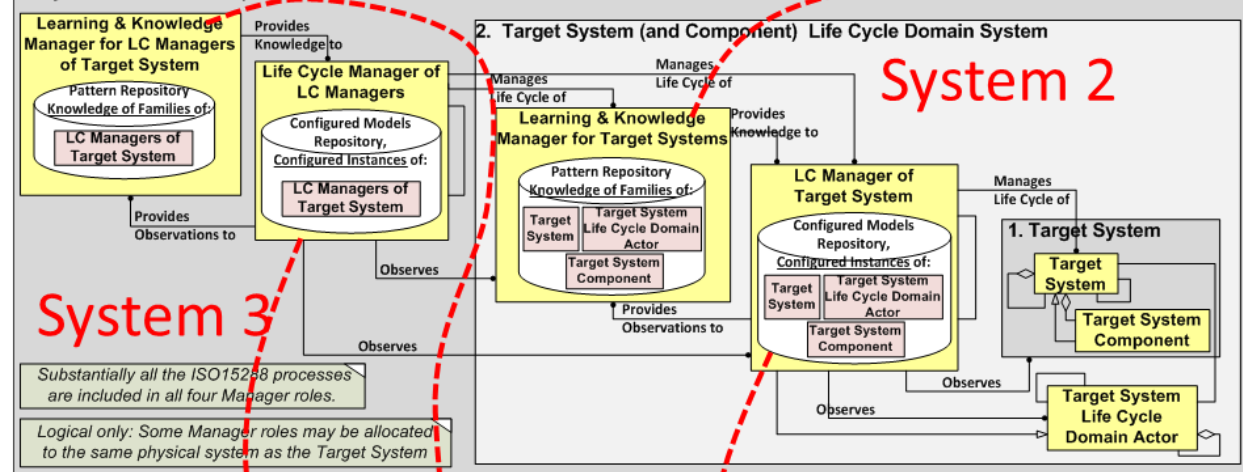 Learning & Knowledge
Manager for LC Managers
of Target System
Pattern Repository
Knowledge of Families of:
LC Managers of
Target System
Provides
Knowledge to
Life Cycle Manager of
LC Managers
Configured Models
Repository,
Configured Instances of:
LC Managers of
Target System
Provides
Observations to
2. Target System (and Component) Life Cycle Domain System
Manages
Life Cycle of
Manages
Life Cycle of
System 2
Learning & Knowledge
Manager for Target Systems
Pattern Repository
Knowledge of Families of:
Target
System
Target System
Life Cycle Domain
Actor
Target System
Component
Provides
Knowledge to
LC Manager of
Target System
Configured Models
Repository,
Configured Instances of:
Target
System
Target System
Life Cycle Domain
Actor
Target System
Component
Manages
Life Cycle of
1. Target System
Target
System
Target System
Component
Observes
Provides
Observations to
System 3
Observes
Observes
Observes
Target System
Life Cycle
Domain Actor
Substantially all the ISO15288 processes
are included in all four Manager roles.
Logical only: Some Manager roles may be allocated
to the same physical system as the Target System